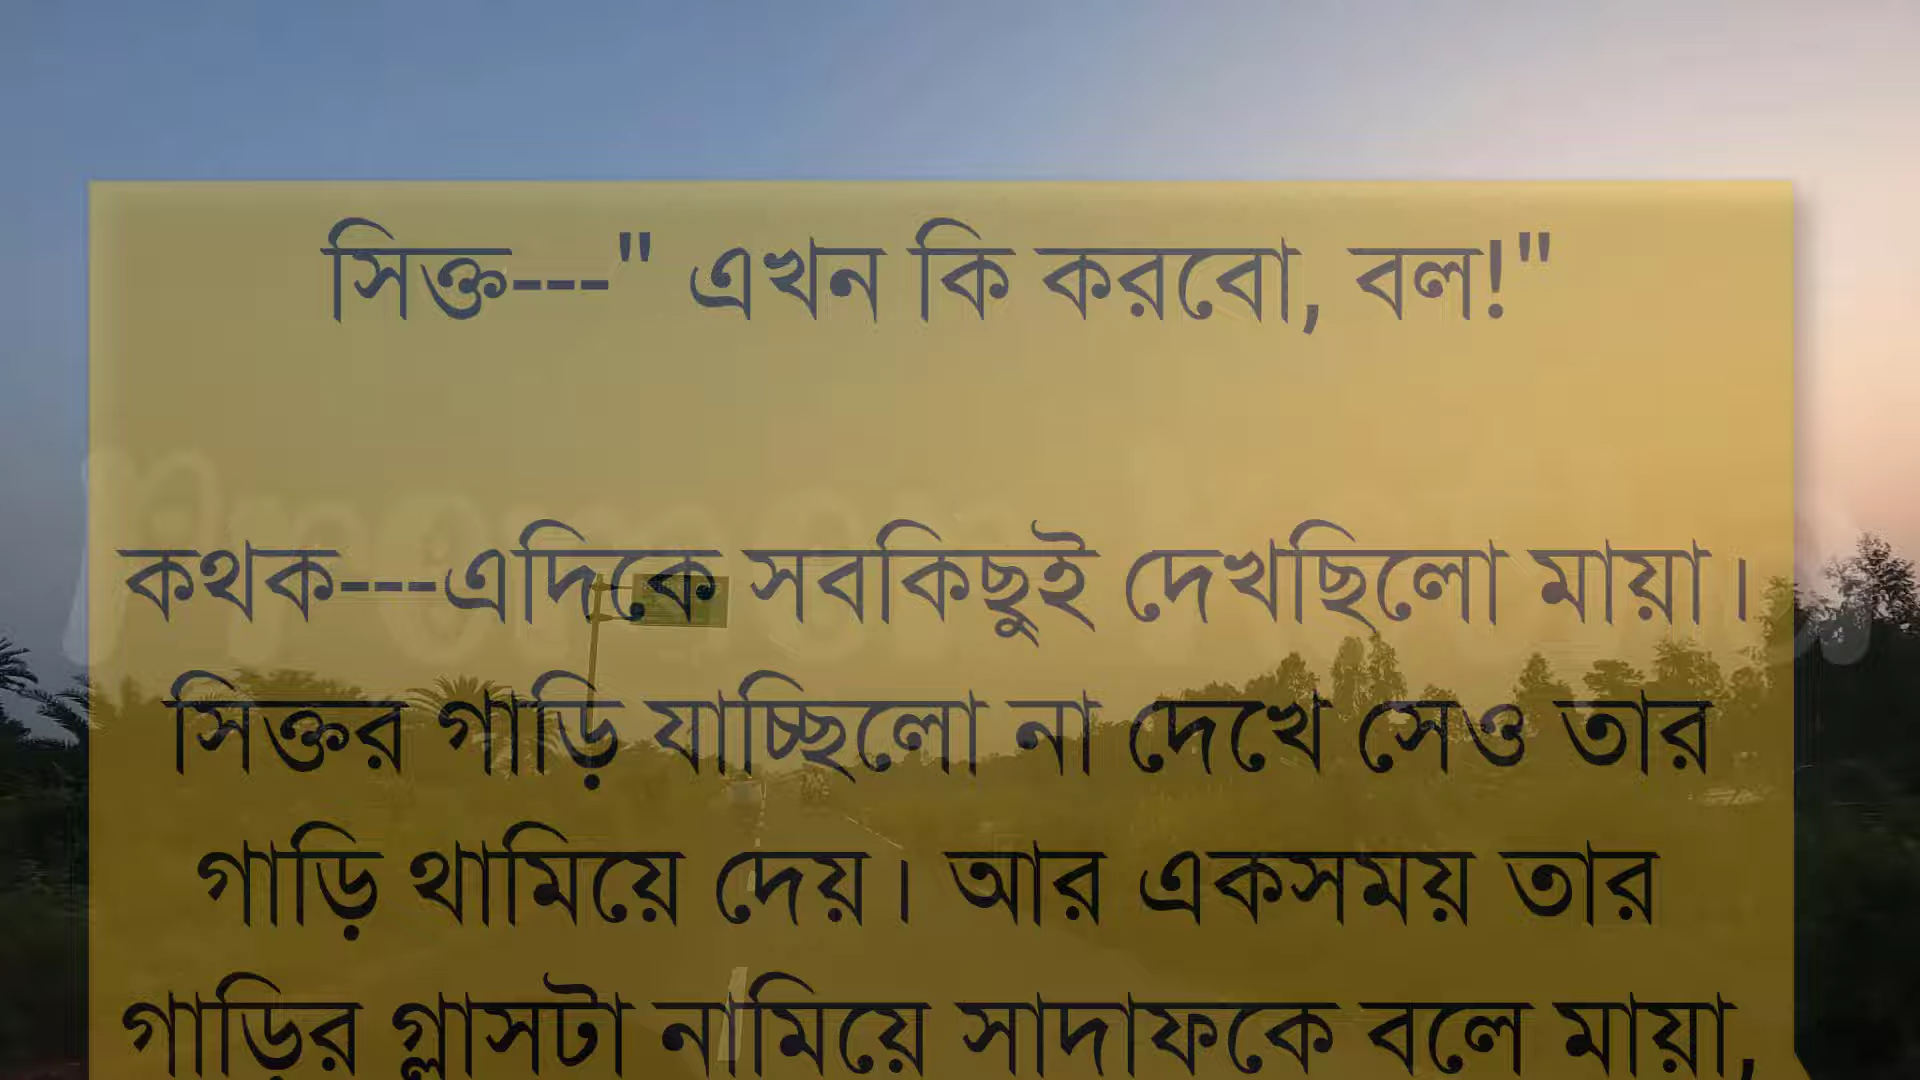 সিক্ত---" এখন কি করবো, বল!"
কথক---এদিকে সবকিছুই দেখছিলো মায়া।
সিক্তর গাড়ি যাচ্ছিলো না দেখে সেও তার
গাড়ি থামিয়ে দেয়। আর একসময় তার
গাড়ির গ্লাসটা নামিয়ে সাদাফকে বলে মায়া,